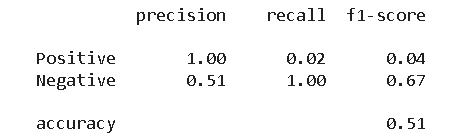 precision recall f1-score
Positive 1.00 0.02 0.04
Negative 0.51 1.00 0.67
accuracy 0.51